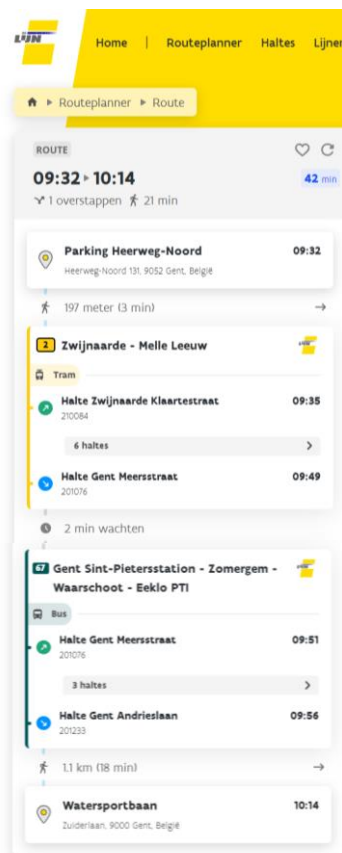 LIJN
Home | Routeplanner Haltes Lijnen
Routeplanner Route
ROUTE
09:32 10:14 42 min
1 overstappen 21 min
Parking Heerweg-Noord 09:32
Heerweg-Noord 131, 9052 Gent, België
197 meter (3 min)
2 Zwijnaarde - Melle Leeuw
Tram
Halte Zwijnaarde Klaartestraat 09:35
210084
6 haltes
Halte Gent Meersstraat 09:49
201076
2 min wachten
67 Gent Sint-Pietersstation - Zomergem -
Waarschoot - Eeklo PTI
Bus
Halte Gent Meersstraat 09:51
201076
3 haltes
Halte Gent Andrieslaan 09:56
201233
1.1 km (18 min)
Watersportbaan 10:14
Zuiderlaan, 9000 Gent, België